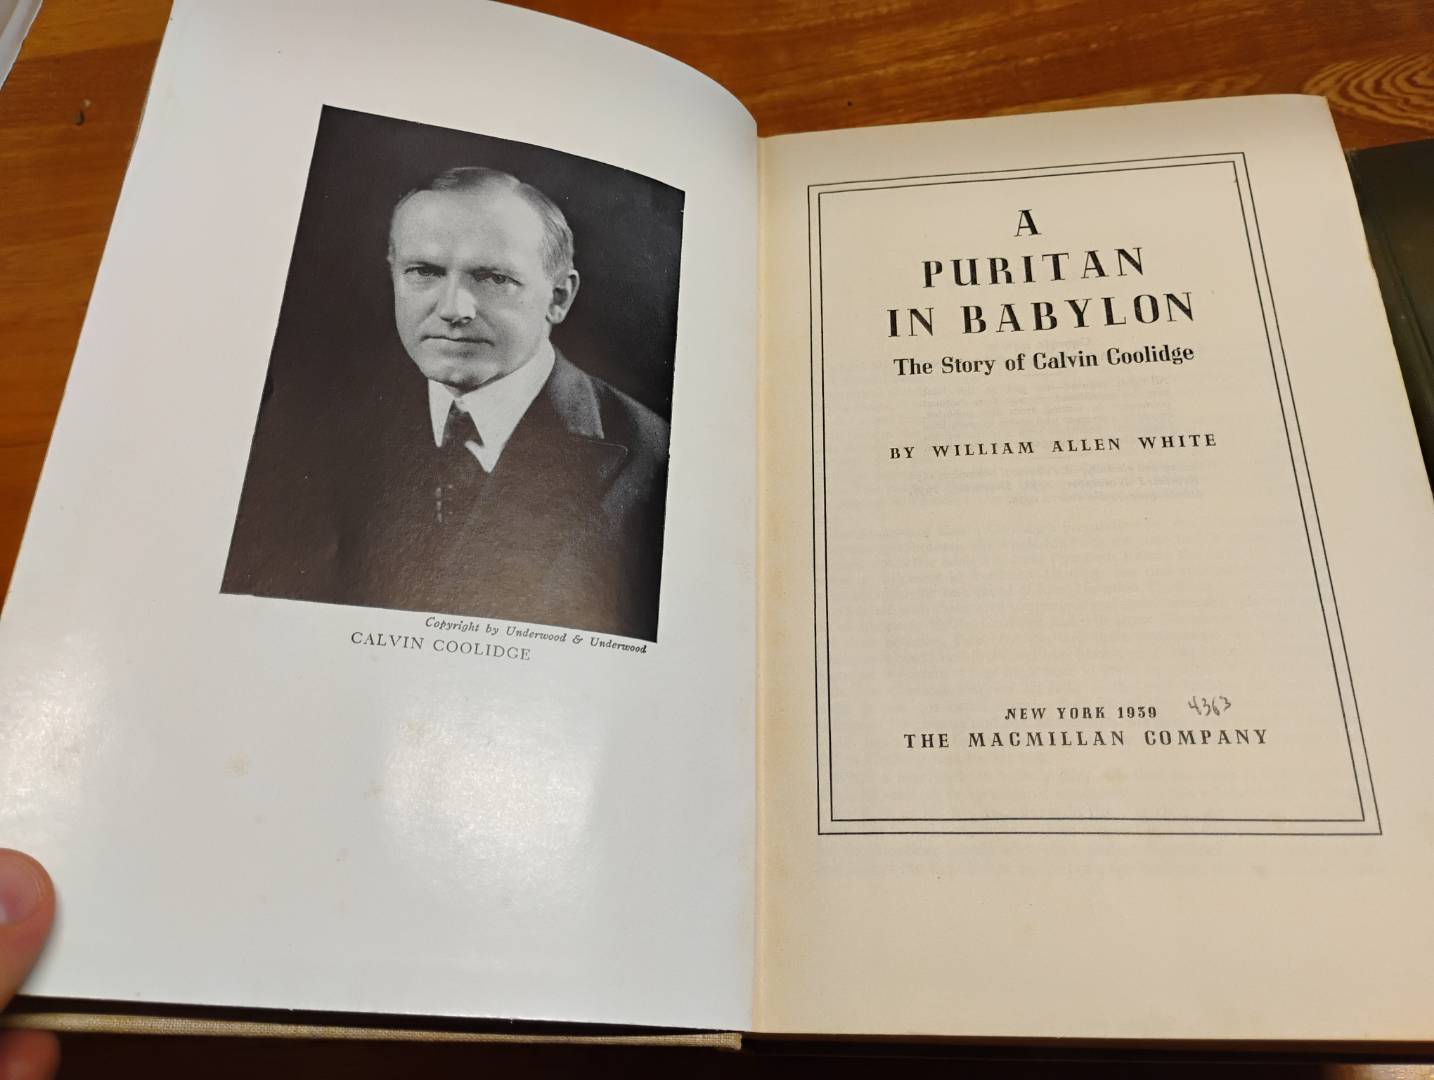 Copyright by Underwood & Underwood
CALVIN COOLIDGE
A
PURITAN
IN BABYLON
The Story of Calvin Coolidge
BY WILLIAM ALLEN WHITE
NEW YORK 1939 4363
THE MACMILLAN COMPANY